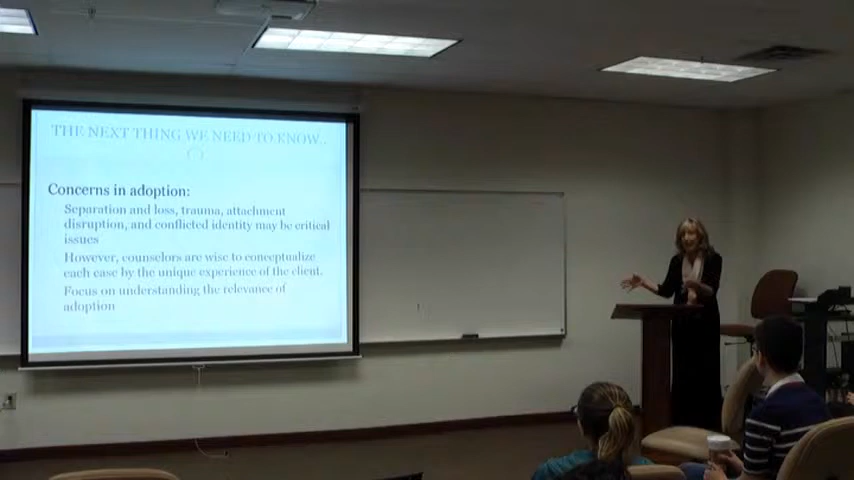 THE NEXT THING WE NEED TO KNOW..
Concerns in adoption:
Separation and loss, trauma, attachment
disruption, and conflicted identity may be critical
issues
However, counselors are wise to conceptualize
each case by the unique experience of the client.
Focus on understanding the relevance of
adoption